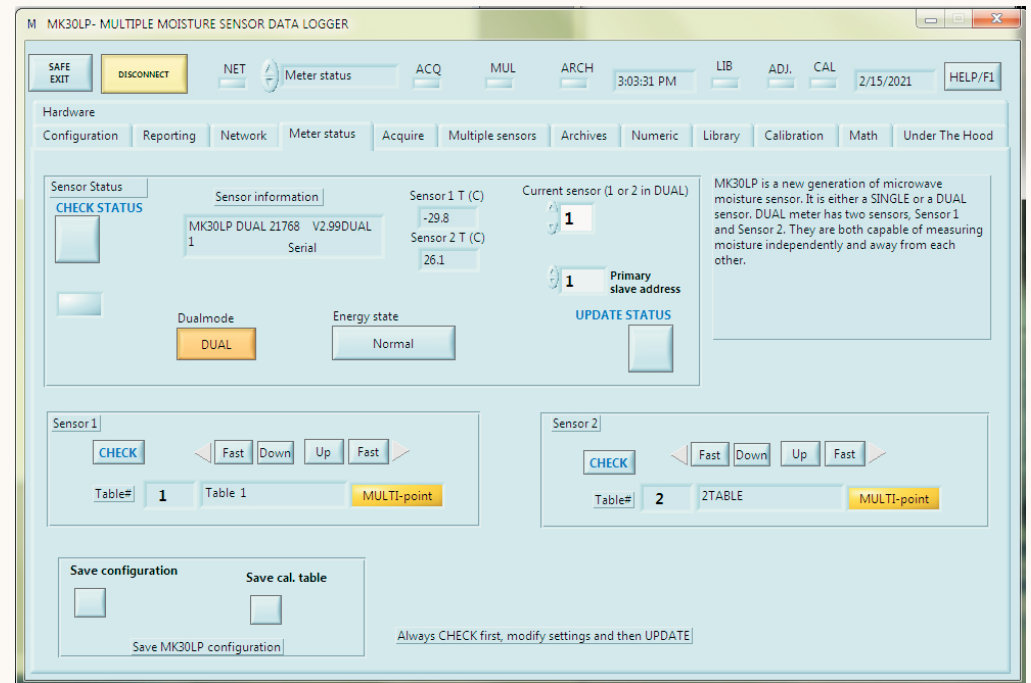 M MK30LP- MULTIPLE MOISTURE SENSOR DATA LOGGER
SAFE EXIT
DISCONNECT
NET
Meter status
ACQ
MUL
ARCH
3:03:31 PM
LIB
ADJ.
CAL
2/15/2021
HELP/F1
Hardware
Configuration
Reporting
Network
Meter status
Acquire
Multiple sensors
Archives
Numeric
Library
Calibration
Math
Under The Hood
Sensor Status
CHECK STATUS
Sensor information
MK30LP DUAL 21768 V2.99DUAL
1
Serial
Sensor 1 T (C)
-29.8
Sensor 2 T (C)
26.1
Current sensor (1 or 2 in DUAL)
1
1
Primary
slave address
UPDATE STATUS
Dualmode
DUAL
Energy state
Normal
MK30LP is a new generation of microwave
moisture sensor. It is either a SINGLE or a DUAL
sensor. DUAL meter has two sensors, Sensor 1
and Sensor 2. They are both capable of measuring
moisture independently and away from each
other.
Sensor 1
CHECK
Fast
Down
Up
Fast
Table#
1
Table 1
MULTI-point
Sensor 2
CHECK
Fast
Down
Up
Fast
Table#
2
2TABLE
MULTI-point
Save configuration
Save cal. table
Save MK30LP configuration
Always CHECK first, modify settings and then UPDATE